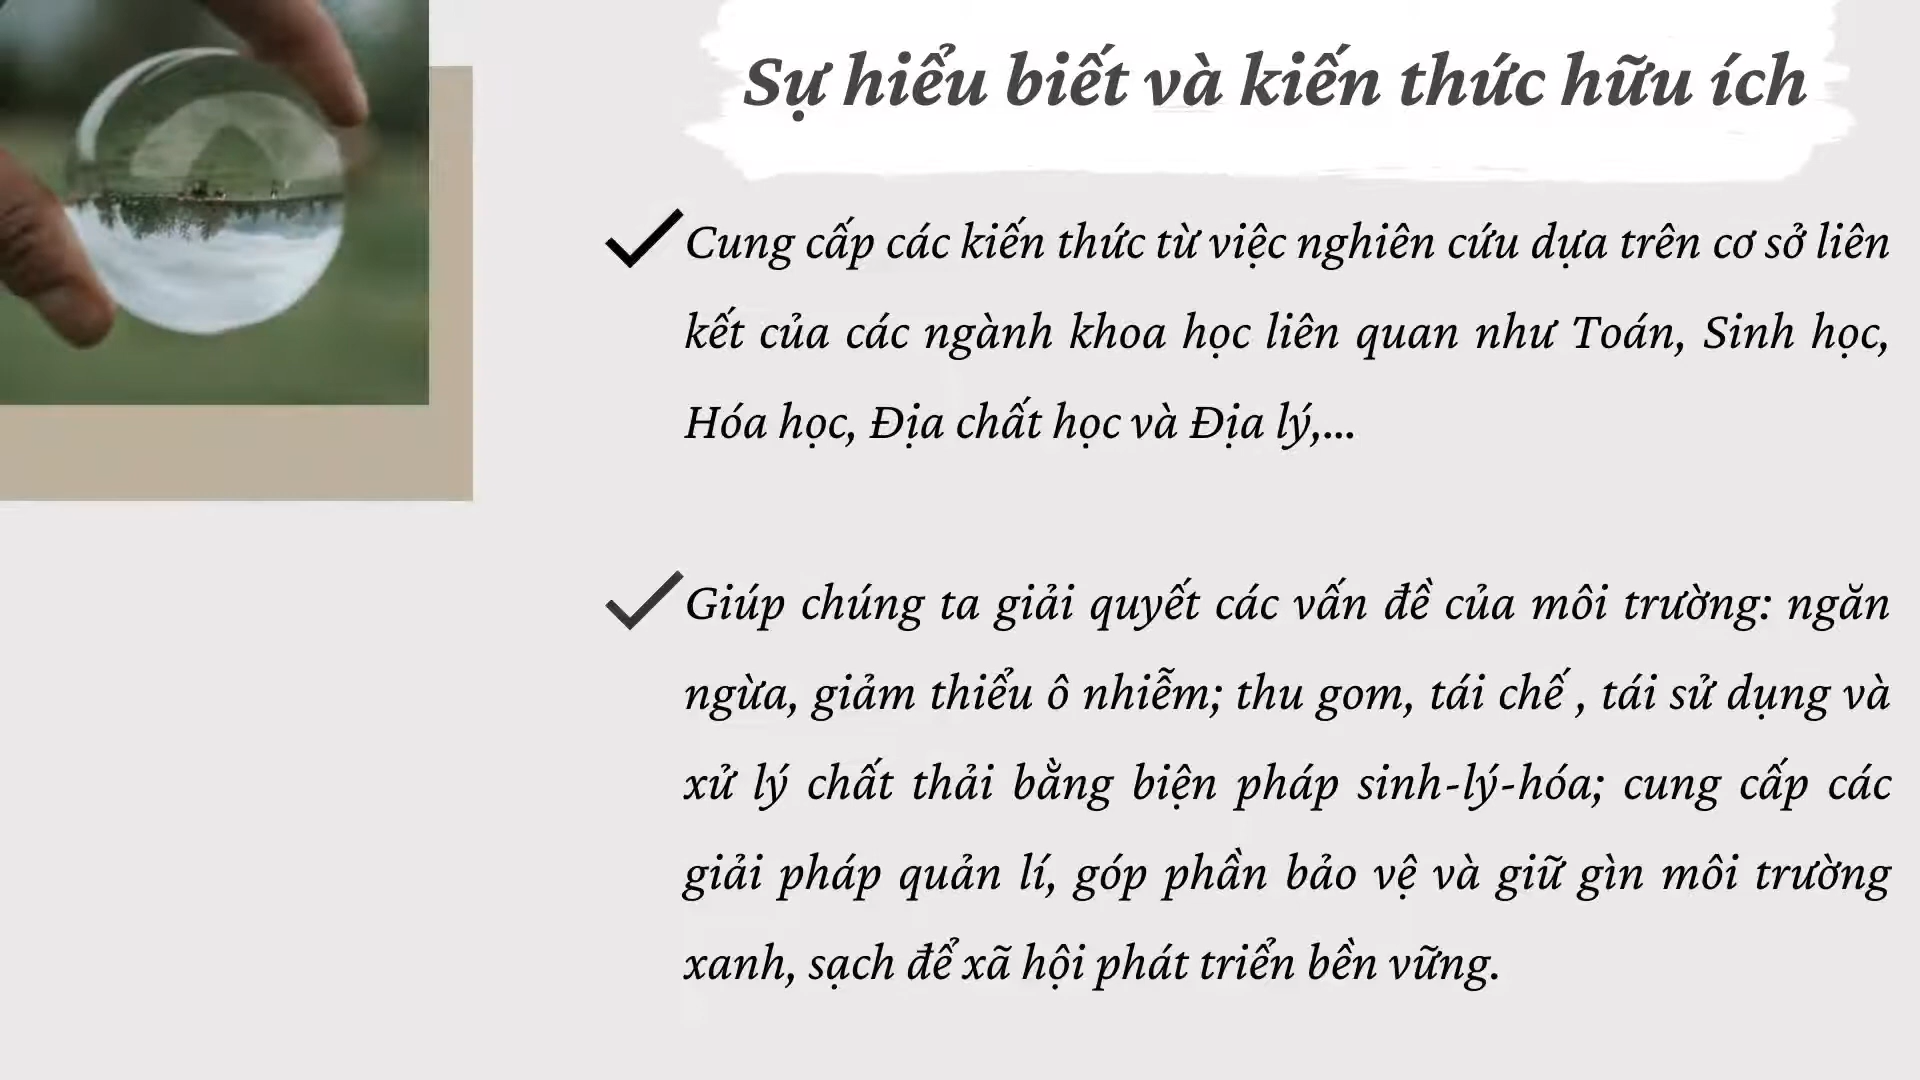 Sự hiểu biết và kiến thức hữu ích
Cung cấp các kiến thức từ việc nghiên cứu dựa trên cơ sở liên
kết của các ngành khoa học liên quan như Toán, Sinh học,
Hóa học, Địa chất học và Địa lý,...
Giúp chúng ta giải quyết các vấn đề của môi trường: ngăn
ngừa, giảm thiểu ô nhiễm; thu gom, tái chế , tái sử dụng và
xử lý chất thải bằng biện pháp sinh-lý-hóa; cung cấp các
giải pháp quản lí, góp phần bảo vệ và giữ gìn môi trường
xanh, sạch để xã hội phát triển bền vững.